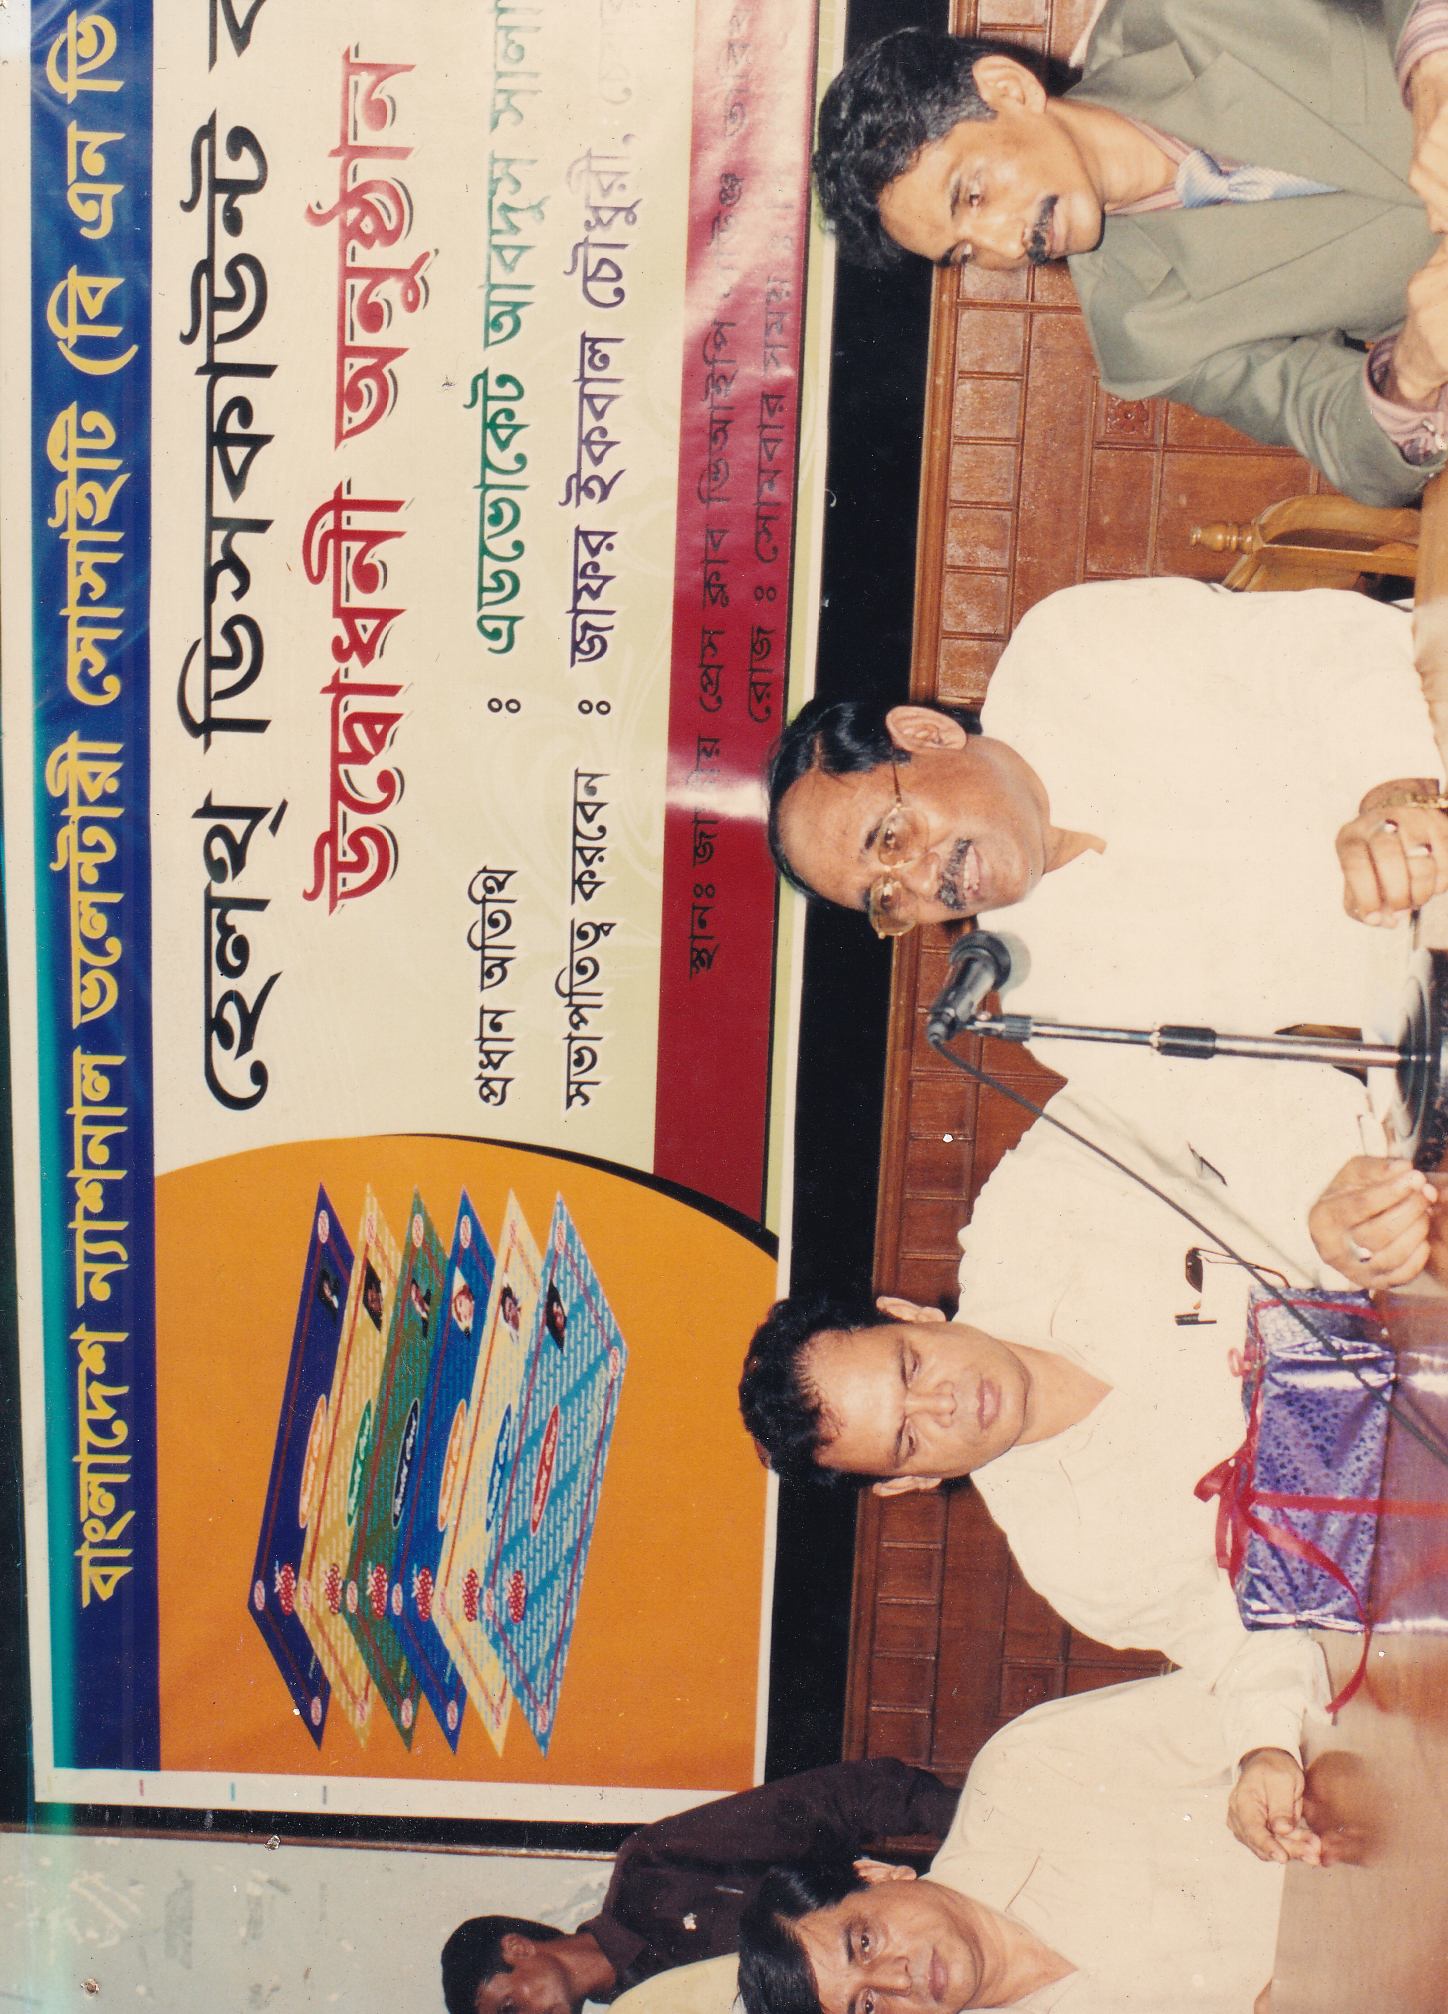 বাংলাদেশ ন্যাশনাল ভলেন্টারী সোসাইটি (বি এন ভি
হেলথ্ ডিসকাউন্ট ক
উদ্বোধনী অনুষ্ঠান
প্রধান অতিথি : এডভোকেট আবদুস সালা
সভাপতিত্ব করবেন : জাফর ইকবাল চৌধুরী,
স্থানঃ জাতীয় প্রেস ক্লাব ভিআইপি
রোজ : সোমবার সময়ঃ